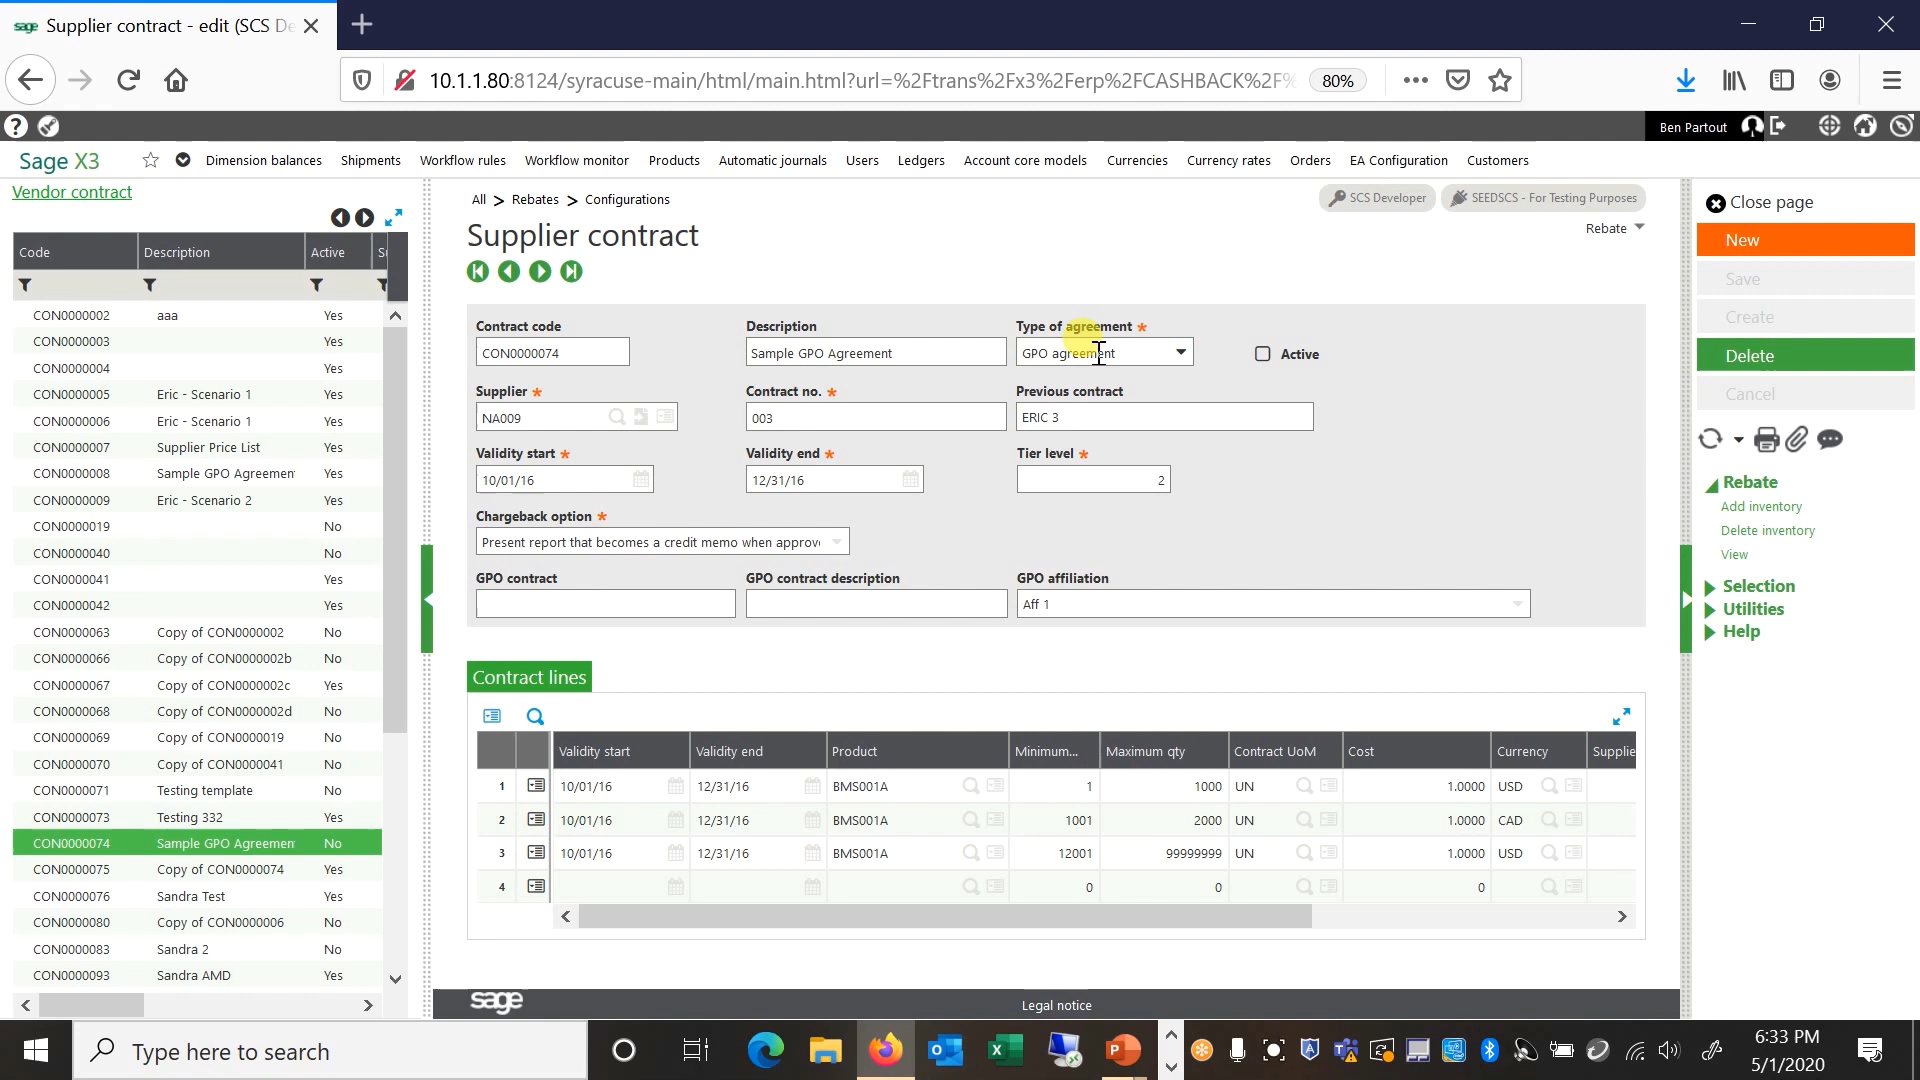 sage Supplier contract - edit (SCS De
10.1.1.80:8124/syracuse-main/html/main.html?url=%2Ftrans%2Fx3%2Ferp%2FCASHBACK%2F% 80%
Ben Partout
Sage X3 Dimension balances Shipments Workflow rules Workflow monitor Products Automatic journals Users Ledgers Account core models Currencies Currency rates Orders EA Configuration Customers
Vendor contract
Code Description Active
CON0000002 aaa Yes
CON0000003 Yes
CON0000004 Yes
CON0000005 Eric - Scenario 1 Yes
CON0000006 Eric - Scenario 1 Yes
CON0000007 Supplier Price List Yes
CON0000008 Sample GPO Agreemen Yes
CON0000009 Eric - Scenario 2 Yes
CON0000019 No
CON0000040 No
CON0000041 Yes
CON0000042 Yes
CON0000063 Copy of CON0000002 No
CON0000066 Copy of CON0000002b No
CON0000067 Copy of CON0000002c Yes
CON0000068 Copy of CON0000002d No
CON0000069 Copy of CON0000019 No
CON0000070 Copy of CON0000041 No
CON0000071 Testing template No
CON0000073 Testing 332 Yes
CON0000074 Sample GPO Agreemen No
CON0000075 Copy of CON0000074 Yes
CON0000076 Sandra Test Yes
CON0000080 Copy of CON0000006 No
CON0000083 Sandra 2 No
CON0000093 Sandra AMD Yes
All > Rebates > Configurations
SCS Developer SEEDSCS - For Testing Purposes
Supplier contract
Rebate
Contract code Description Type of agreement *
CON0000074 Sample GPO Agreement GPO agreement Active
Supplier * Contract no. * Previous contract
NA009 003 ERIC 3
Validity start * Validity end * Tier level *
10/01/16 12/31/16 2
Chargeback option *
Present report that becomes a credit memo when approv
GPO contract GPO contract description GPO affiliation
Aff 1
Contract lines
Validity start Validity end Product Minimum... Maximum qty Contract UoM Cost Currency Supplie
1 10/01/16 12/31/16 BMS001A 1 1000 UN 1.0000 USD
2 10/01/16 12/31/16 BMS001A 1001 2000 UN 1.0000 CAD
3 10/01/16 12/31/16 BMS001A 12001 99999999 UN 1.0000 USD
4 0 0 0
sage Legal notice
Close page
New
Save
Create
Delete
Cancel
Rebate
Add inventory
Delete inventory
View
Selection
Utilities
Help
Type here to search
6:33 PM
5/1/2020